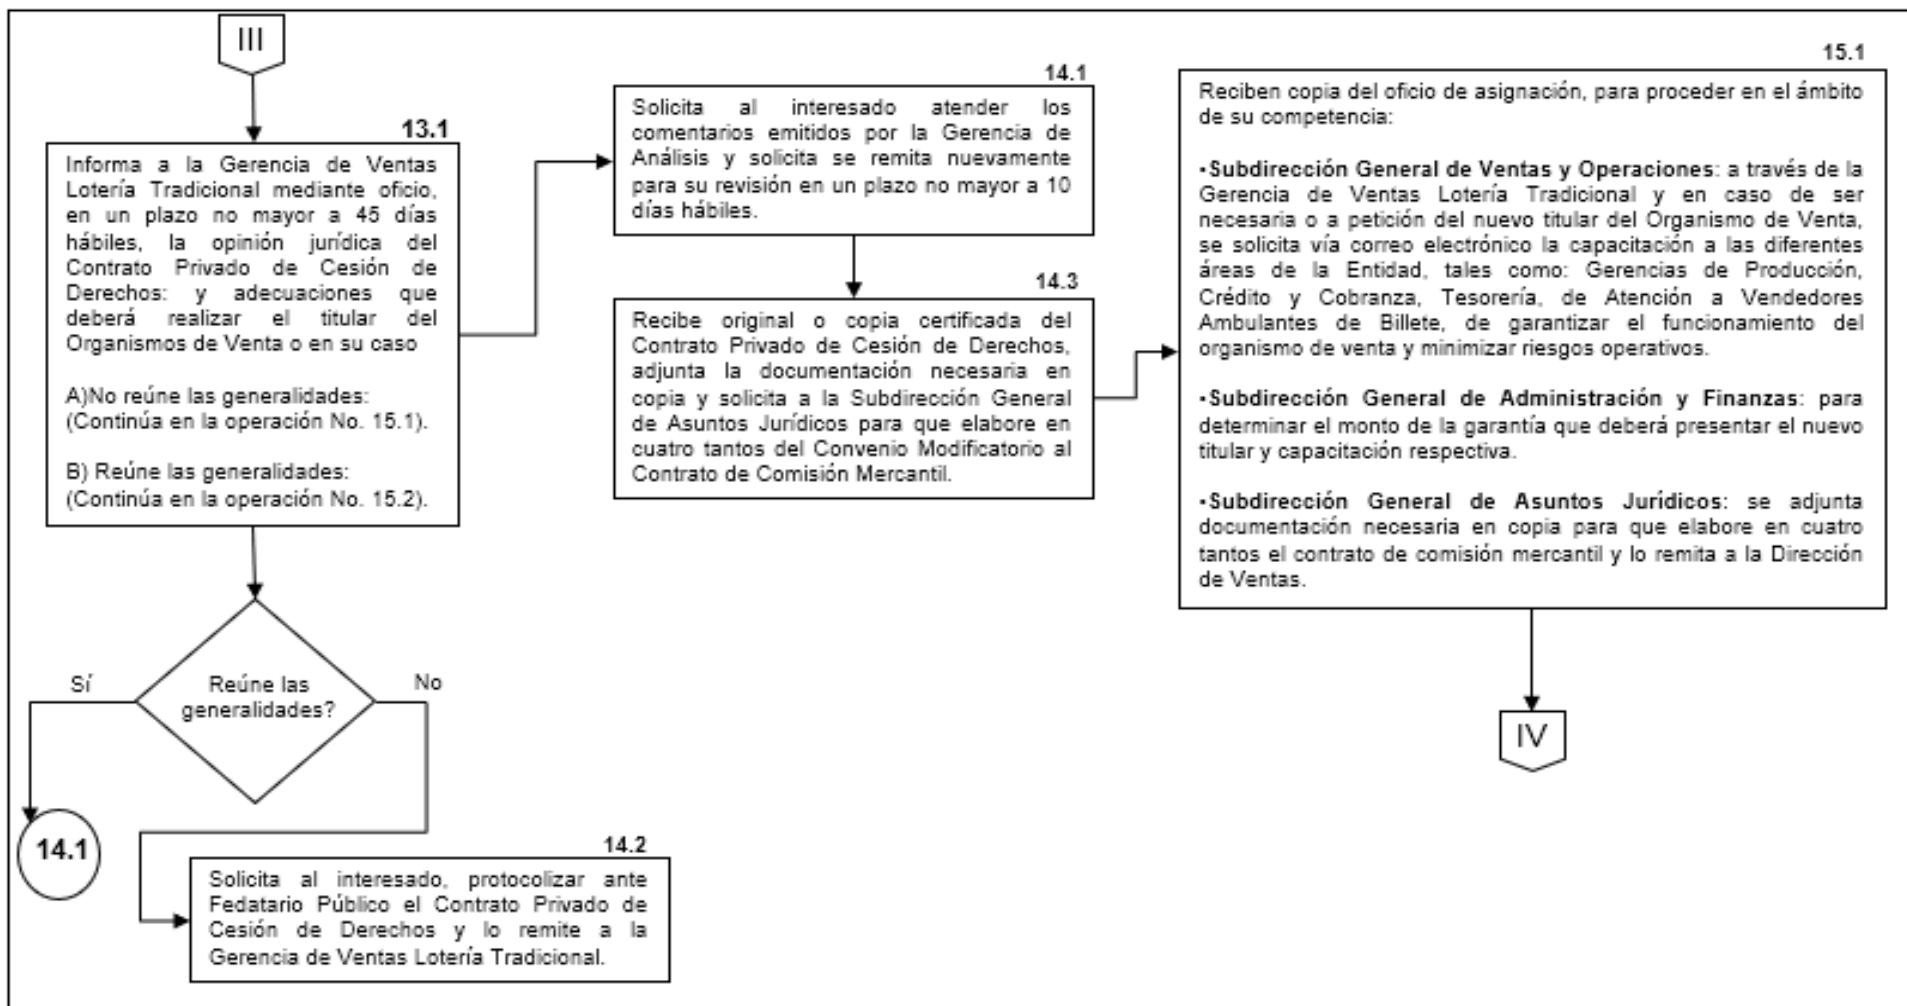 III
13.1
Informa a la Gerencia de Ventas
Lotería Tradicional mediante oficio,
en un plazo no mayor a 45 días
hábiles, la opinión jurídica del
Contrato Privado de Cesión de
Derechos: y adecuaciones que
deberá realizar el titular del
Organismos de Venta o en su caso
A)No reúne las generalidades:
(Continúa en la operación No. 15.1).
B) Reúne las generalidades:
(Continúa en la operación No. 15.2).
Reúne las
generalidades?
Sí
No
14.1
14.2
Solicita al interesado, protocolizar ante
Fedatario Público el Contrato Privado de
Cesión de Derechos y lo remite a la
Gerencia de Ventas Lotería Tradicional.
14.1
Solicita al interesado atender los
comentarios emitidos por la Gerencia de
Análisis y solicita se remita nuevamente
para su revisión en un plazo no mayor a 10
días hábiles.
14.3
Recibe original o copia certificada del
Contrato Privado de Cesión de Derechos,
adjunta la documentación necesaria en
copia y solicita a la Subdirección General
de Asuntos Jurídicos para que elabore en
cuatro tantos del Convenio Modificatorio al
Contrato de Comisión Mercantil.
15.1
Reciben copia del oficio de asignación, para proceder en el ámbito
de su competencia:
•Subdirección General de Ventas y Operaciones: a través de la
Gerencia de Ventas Lotería Tradicional y en caso de ser
necesaria o a petición del nuevo titular del Organismo de Venta,
se solicita vía correo electrónico la capacitación a las diferentes
áreas de la Entidad, tales como: Gerencias de Producción,
Crédito y Cobranza, Tesorería, de Atención a Vendedores
Ambulantes de Billete, de garantizar el funcionamiento del
organismo de venta y minimizar riesgos operativos.
•Subdirección General de Administración y Finanzas: para
determinar el monto de la garantía que deberá presentar el nuevo
titular y capacitación respectiva.
•Subdirección General de Asuntos Jurídicos: se adjunta
documentación necesaria en copia para que elabore en cuatro
tantos el contrato de comisión mercantil y lo remita a la Dirección
de Ventas.
IV